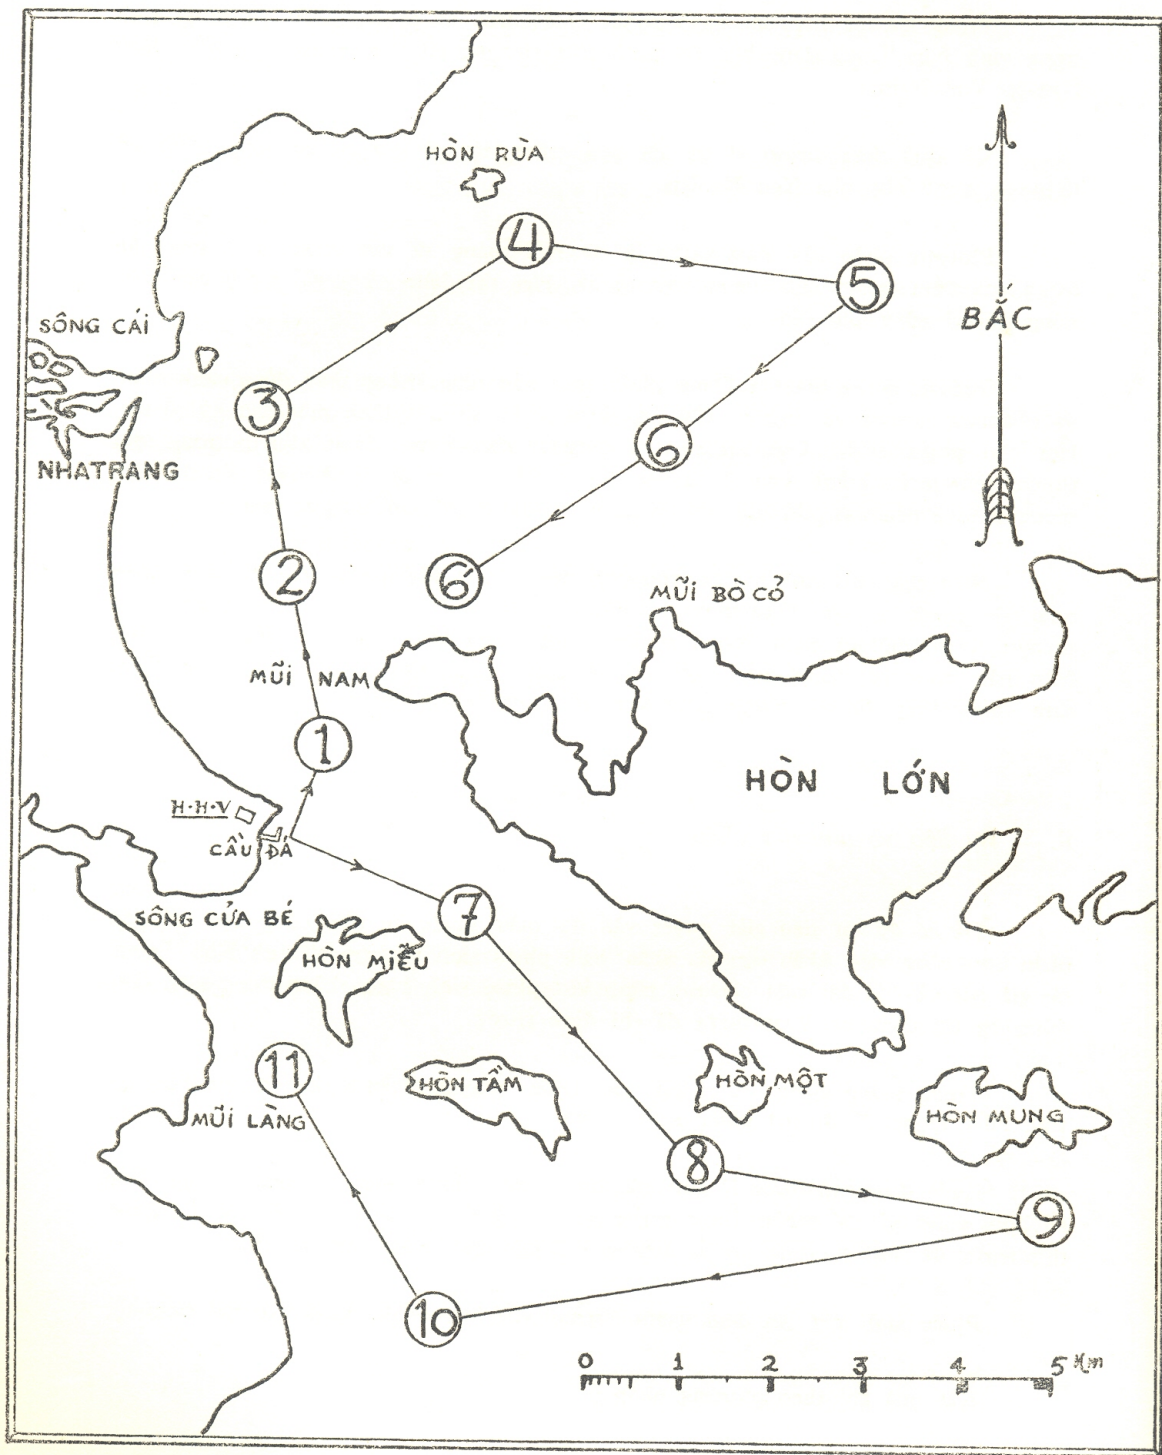 HÒN RÙA
4
5
BẮC
SÔNG CÁI
3
6
NHATRANG
2
6'
MŨI BÒ CỎ
MŨI NAM
1
HÒN LỚN
H.H.V
CẦU ĐÁ
7
SÔNG CỬA BÉ
HÒN MIỄU
11
HÒN TẦM
HÒN MỘT
MŨI LÀNG
HÒN MUNG
8
9
10
0 1 2 3 4 5 Km